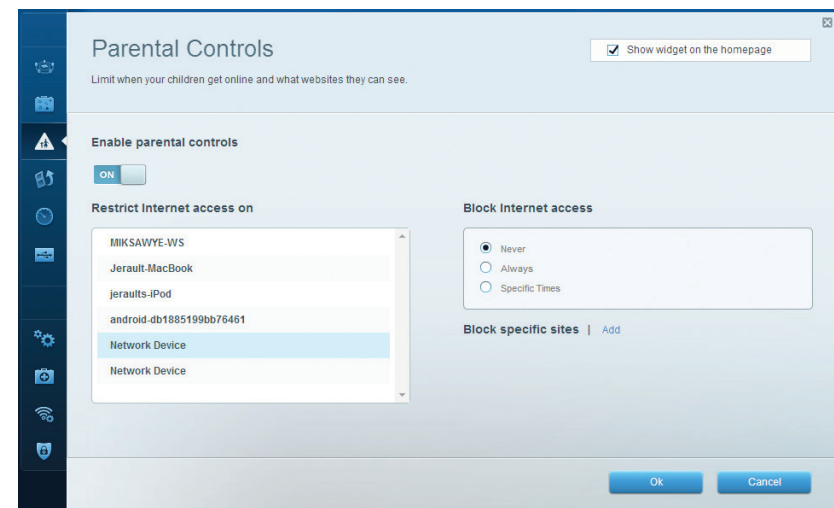 Parental Controls
Show widget on the homepage
Limit when your children get online and what websites they can see.
Enable parental controls
ON
Restrict Internet access on
MIKSAWYE-WS
Jerault-MacBook
jeraults-iPod
android-db1885199bb76461
Network Device
Network Device
Block Internet access
Never
Always
Specific Times
Block specific sites | Add
Ok
Cancel